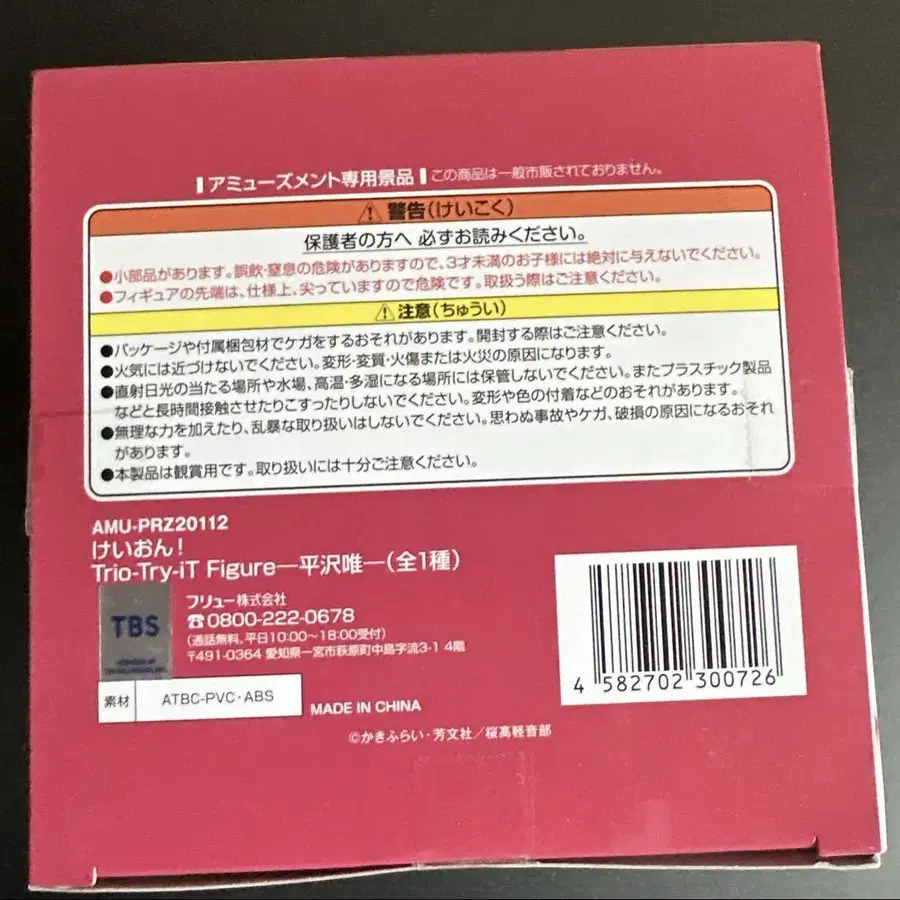 アミューズメント専用景品 この商品は一般市販されておりません。
⚠警告(けいこく)
保護者の方へ 必ずお読みください。
●小部品があります。誤飲・窒息の危険がありますので、3才未満のお子様には絶対に与えないでください。
●フィギュアの先端は、仕様上、尖っていますので危険です。取扱う際はご注意ください。
⚠注意(ちゅうい)
●パッケージや付属梱包材でケガをするおそれがあります。開封する際はご注意ください。
●火気には近づけないでください。変形・変質・火傷または火災の原因になります。
●直射日光の当たる場所や水場、高温・多湿になる場所には保管しないでください。またプラスチック製品
などと長時間接触させたりこすったりしないでください。変形や色の付着などのおそれがあります。
●無理な力を加えたり、乱暴な取り扱いはしないでください。思わぬ事故やケガ、破損の原因になるおそれ
があります。
●本製品は観賞用です。取り扱いには十分ご注意ください。
AMU-PRZ20112
けいおん!
Trio-Try-iT Figure―平沢唯―(全1種)
TBS
フリュー株式会社
☎0800-222-0678
(通話無料、平日10:00〜18:00受付)
〒491-0364 愛知県一宮市萩原町中島字流3-1 4階
素材 ATBC-PVC・ABS
MADE IN CHINA
4 582702 300726
©かきふらい・芳文社/桜高軽音部